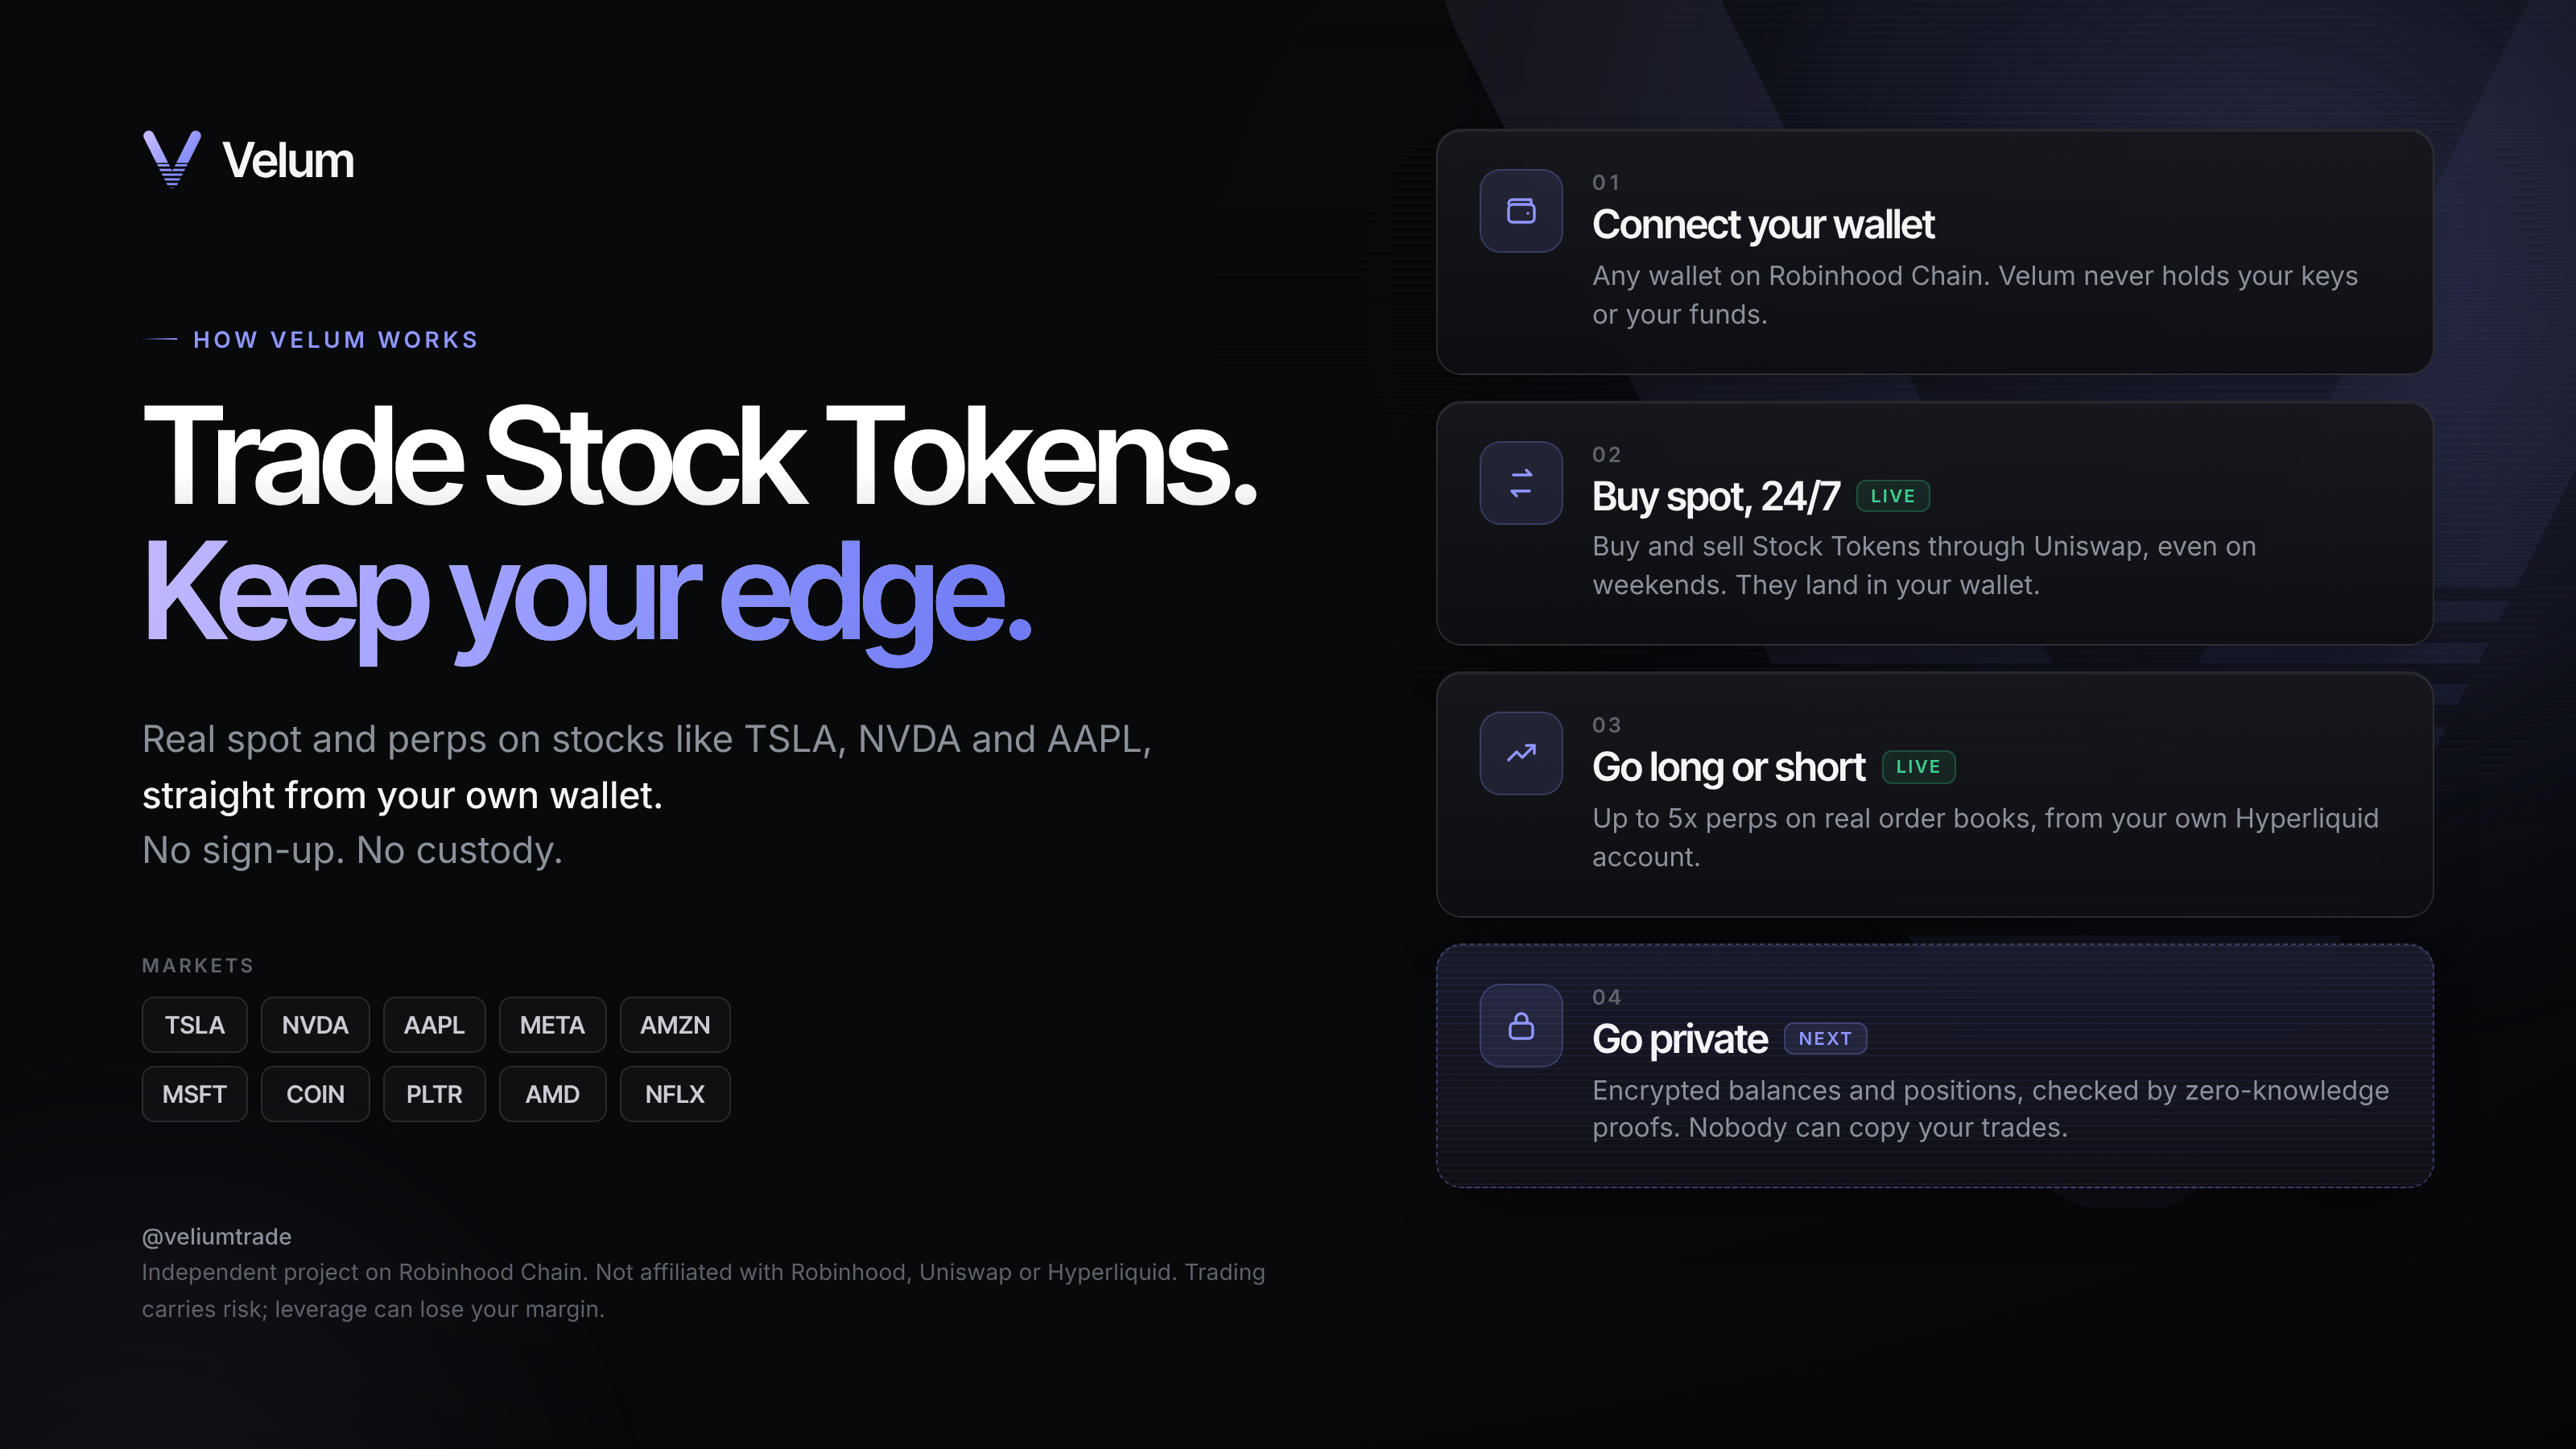 Velum
HOW VELUM WORKS
Trade Stock Tokens.
Keep your edge.
Real spot and perps on stocks like TSLA, NVDA and AAPL,
straight from your own wallet.
No sign-up. No custody.
MARKETS
TSLA NVDA AAPL META AMZN
MSFT COIN PLTR AMD NFLX
@veliumtrade
Independent project on Robinhood Chain. Not affiliated with Robinhood, Uniswap or Hyperliquid. Trading
carries risk; leverage can lose your margin.
01
Connect your wallet
Any wallet on Robinhood Chain. Velum never holds your keys
or your funds.
02
Buy spot, 24/7 LIVE
Buy and sell Stock Tokens through Uniswap, even on
weekends. They land in your wallet.
03
Go long or short LIVE
Up to 5x perps on real order books, from your own Hyperliquid
account.
04
Go private NEXT
Encrypted balances and positions, checked by zero-knowledge
proofs. Nobody can copy your trades.